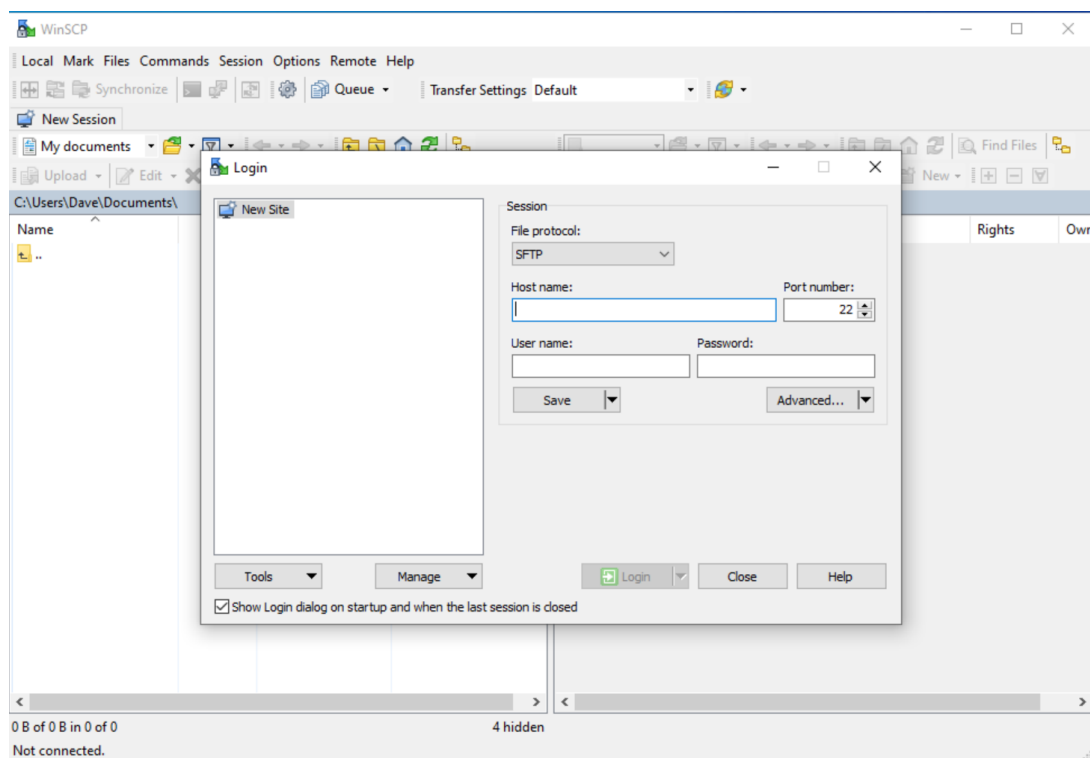 WinSCP
Local Mark Files Commands Session Options Remote Help
Synchronize Queue Transfer Settings Default
New Session
My documents Find Files
Upload Edit New
Login
C:\Users\Dave\Documents\
Name Rights Owr
..
New Site
Session
File protocol:
SFTP
Host name: Port number:
22
User name: Password:
Save Advanced...
Tools Manage Login Close Help
Show Login dialog on startup and when the last session is closed
0 B of 0 B in 0 of 0 4 hidden
Not connected.